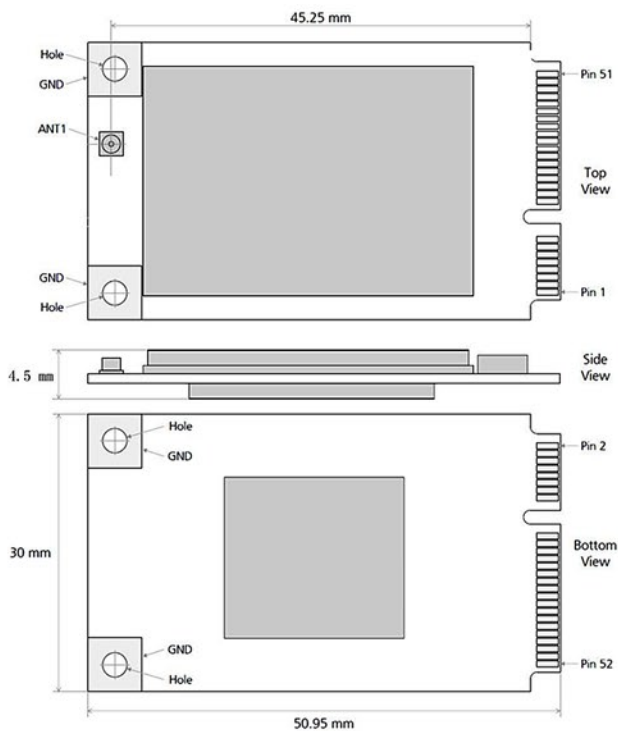 45.25 mm
Hole
GND
ANT1
Pin 51
Top
View
GND
Hole
Pin 1
4.5 mm
Side
View
Hole
GND
Pin 2
30 mm
Bottom
View
GND
Hole
Pin 52
50.95 mm